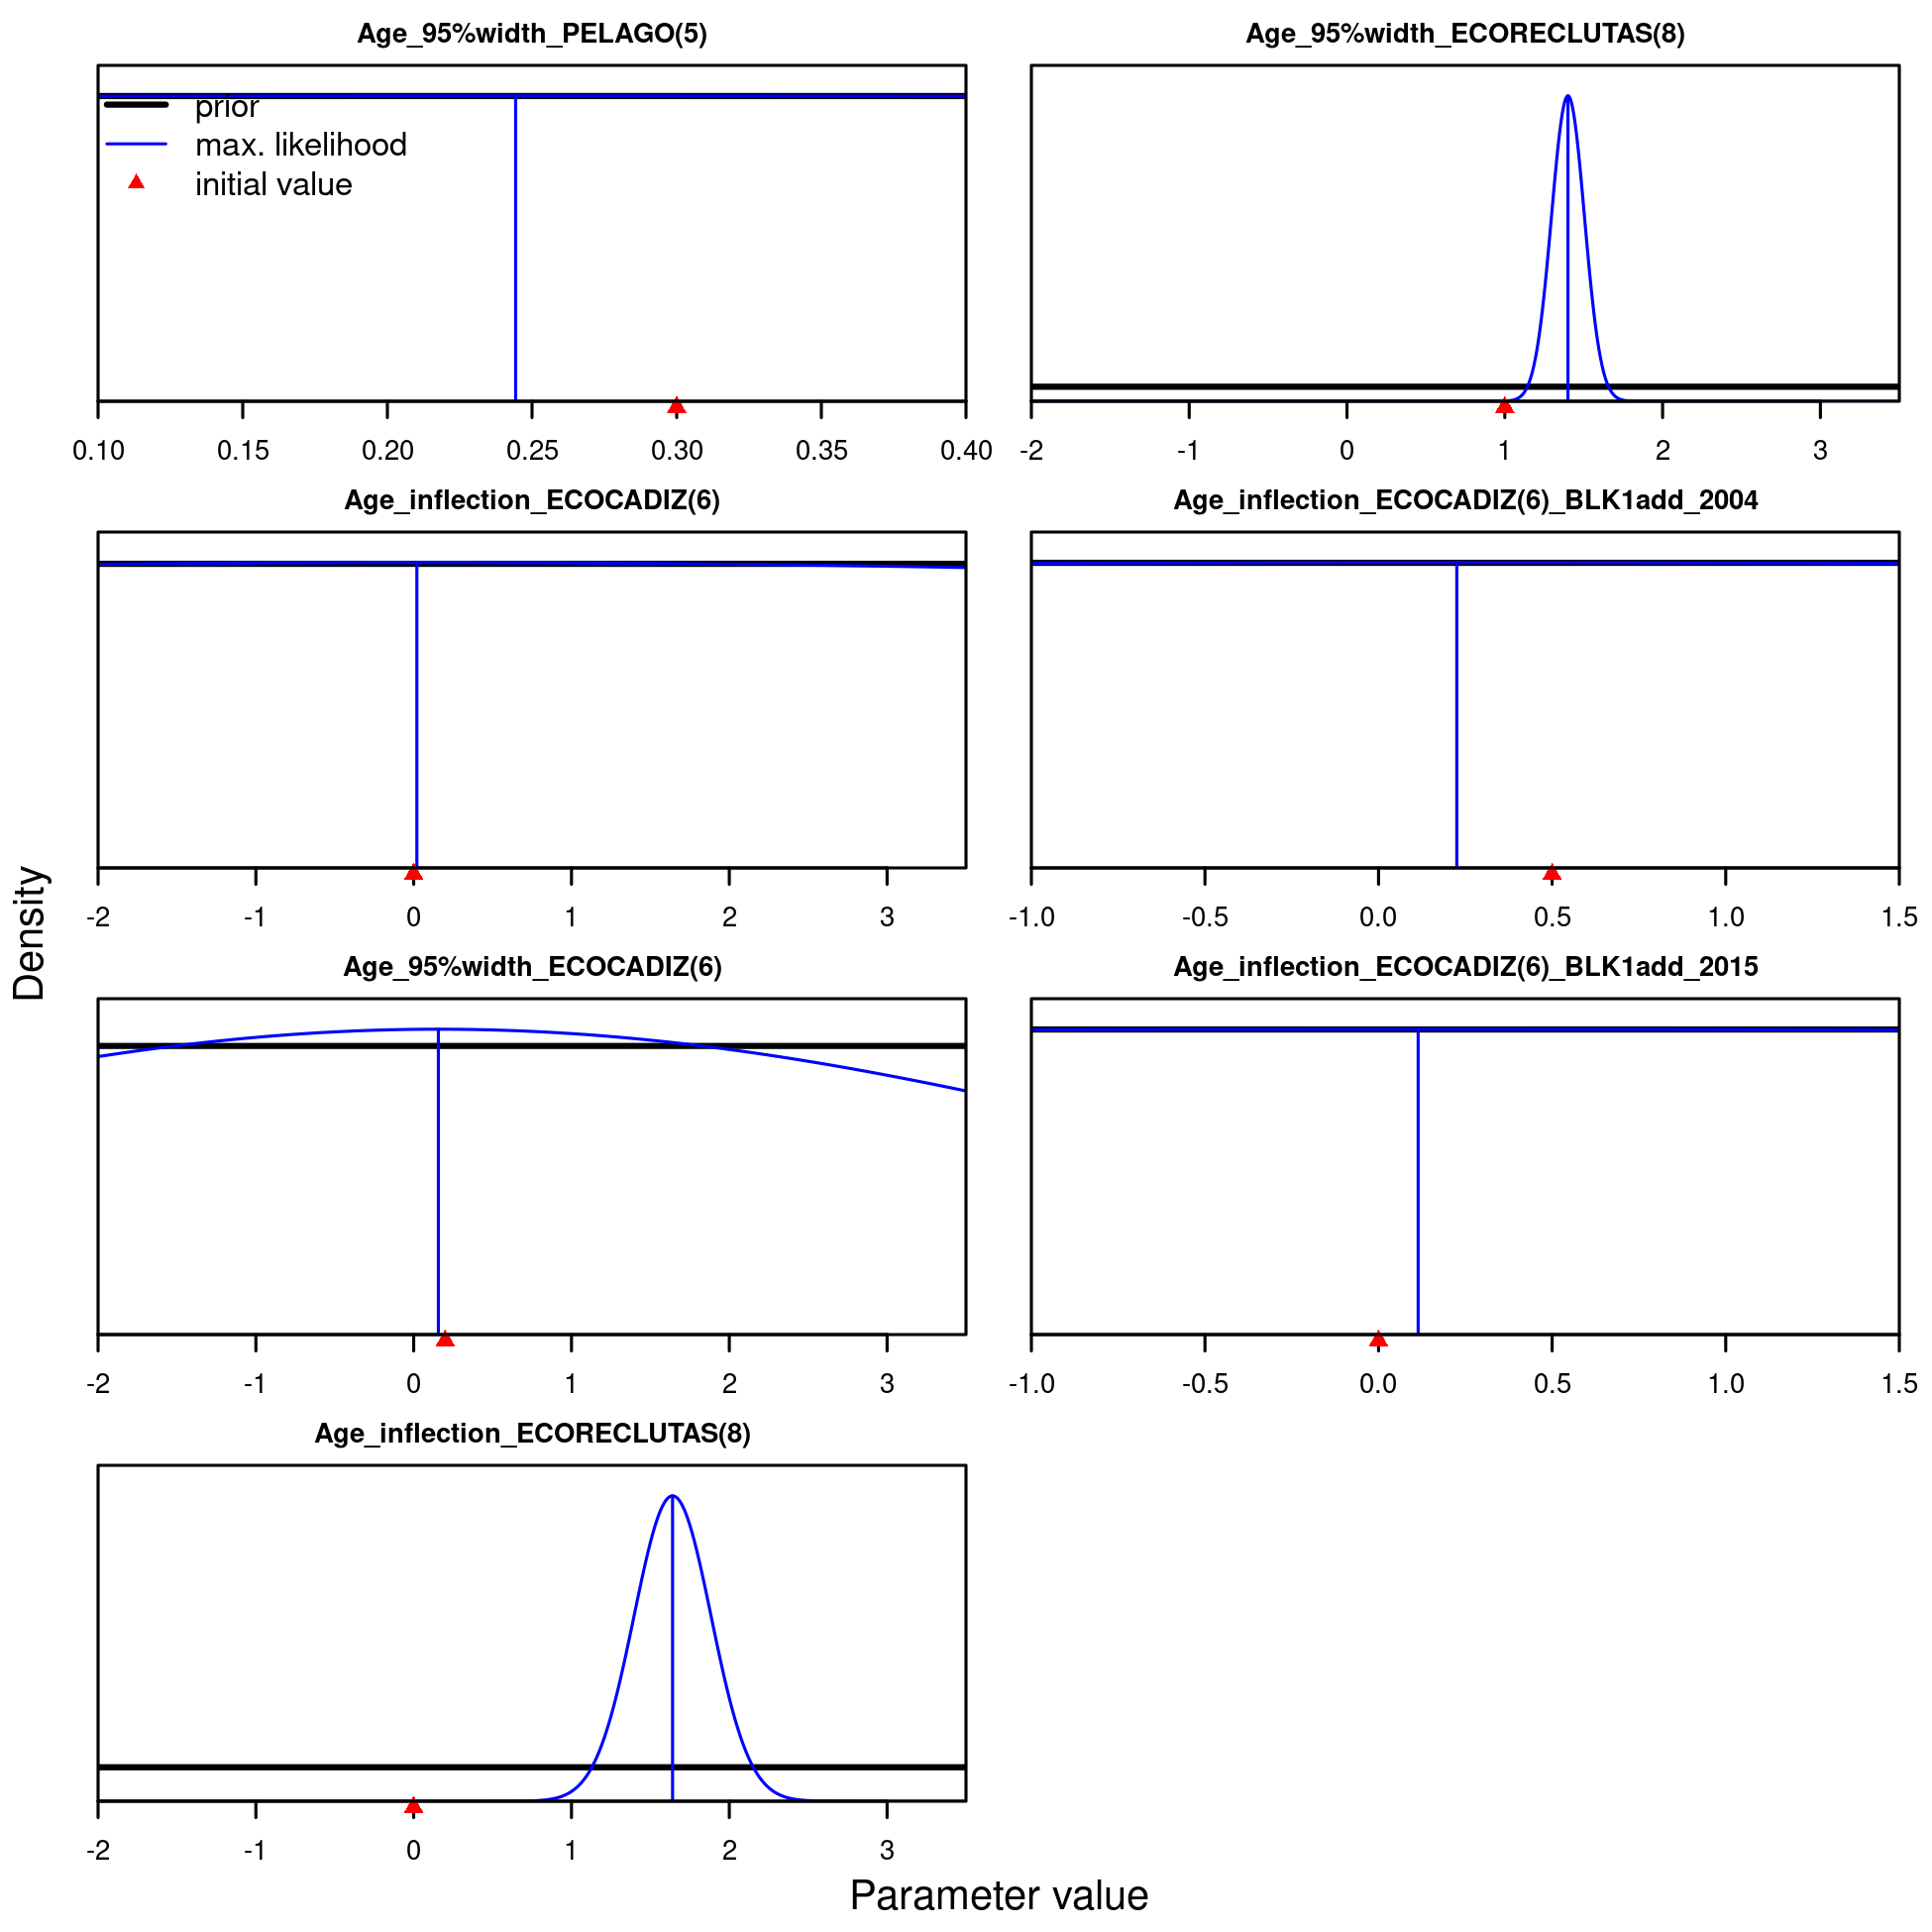 Age_95%width_PELAGO(5)
prior
max. likelihood
initial value
0.10 0.15 0.20 0.25 0.30 0.35 0.40
Age_95%width_ECORECLUTAS(8)
-2 -1 0 1 2 3
Age_inflection_ECOCADIZ(6)
-2 -1 0 1 2 3
Age_inflection_ECOCADIZ(6)_BLK1add_2004
-1.0 -0.5 0.0 0.5 1.0 1.5
Age_95%width_ECOCADIZ(6)
-2 -1 0 1 2 3
Age_inflection_ECOCADIZ(6)_BLK1add_2015
-1.0 -0.5 0.0 0.5 1.0 1.5
Age_inflection_ECORECLUTAS(8)
-2 -1 0 1 2 3
Density
Parameter value